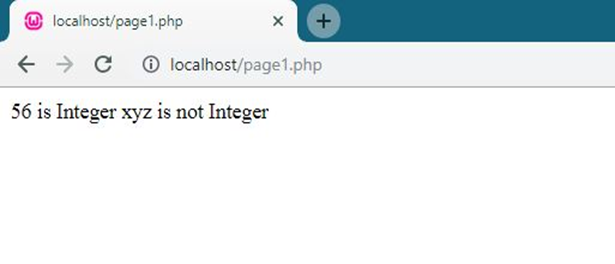 localhost/page1.php
localhost/page1.php
56 is Integer xyz is not Integer